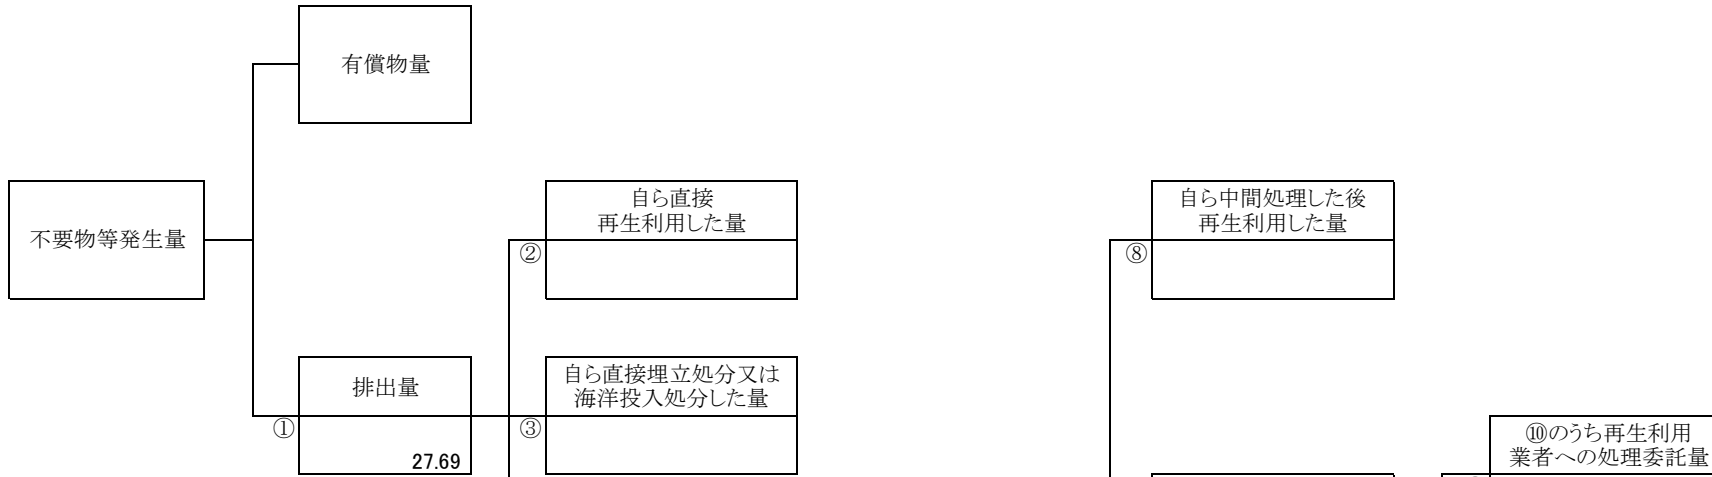 有償物量
不要物等発生量
自ら直接
再生利用した量
②
自ら中間処理した後
再生利用した量
⑧
排出量
①
27.69
自ら直接埋立処分又は
海洋投入処分した量
③
⑩のうち再生利用
業者への処理委託量